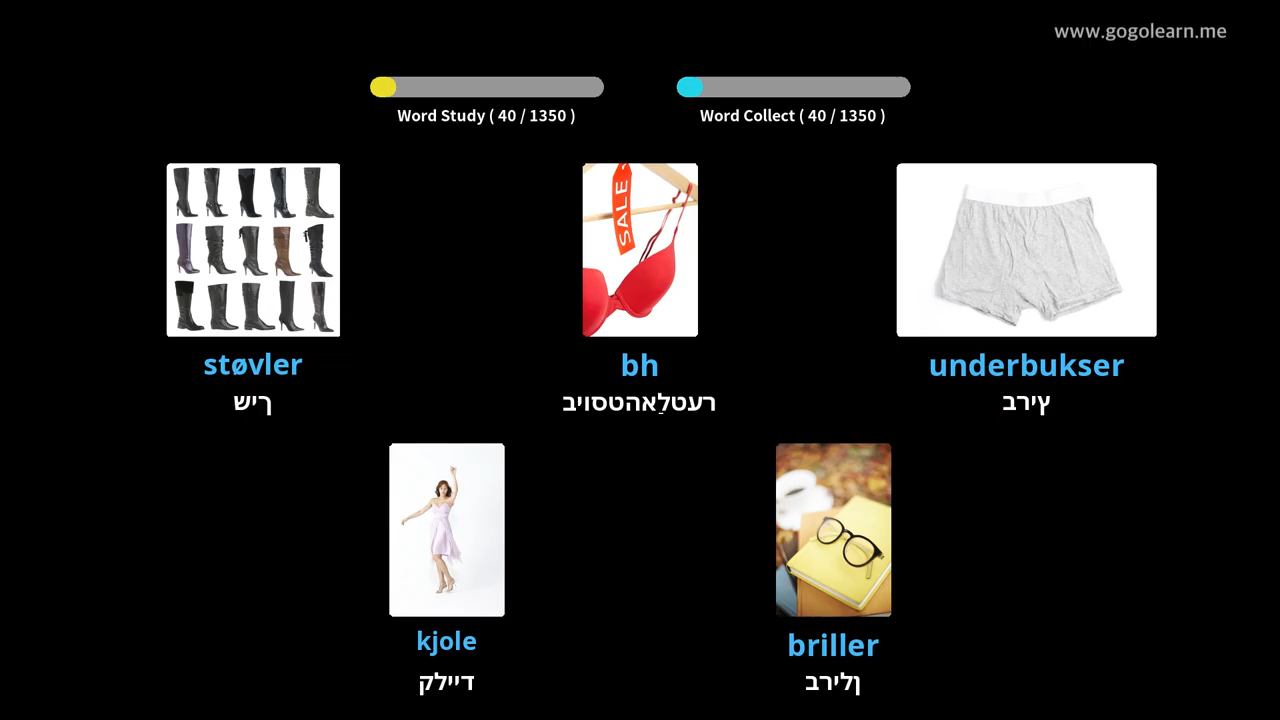 www.gogolearn.me
Word Study ( 40 / 1350 )
Word Collect ( 40 / 1350 )
støvler
שיך
bh
ביוסטהאַלטער
underbukser
בריץ
kjole
קלייד
briller
ברילן